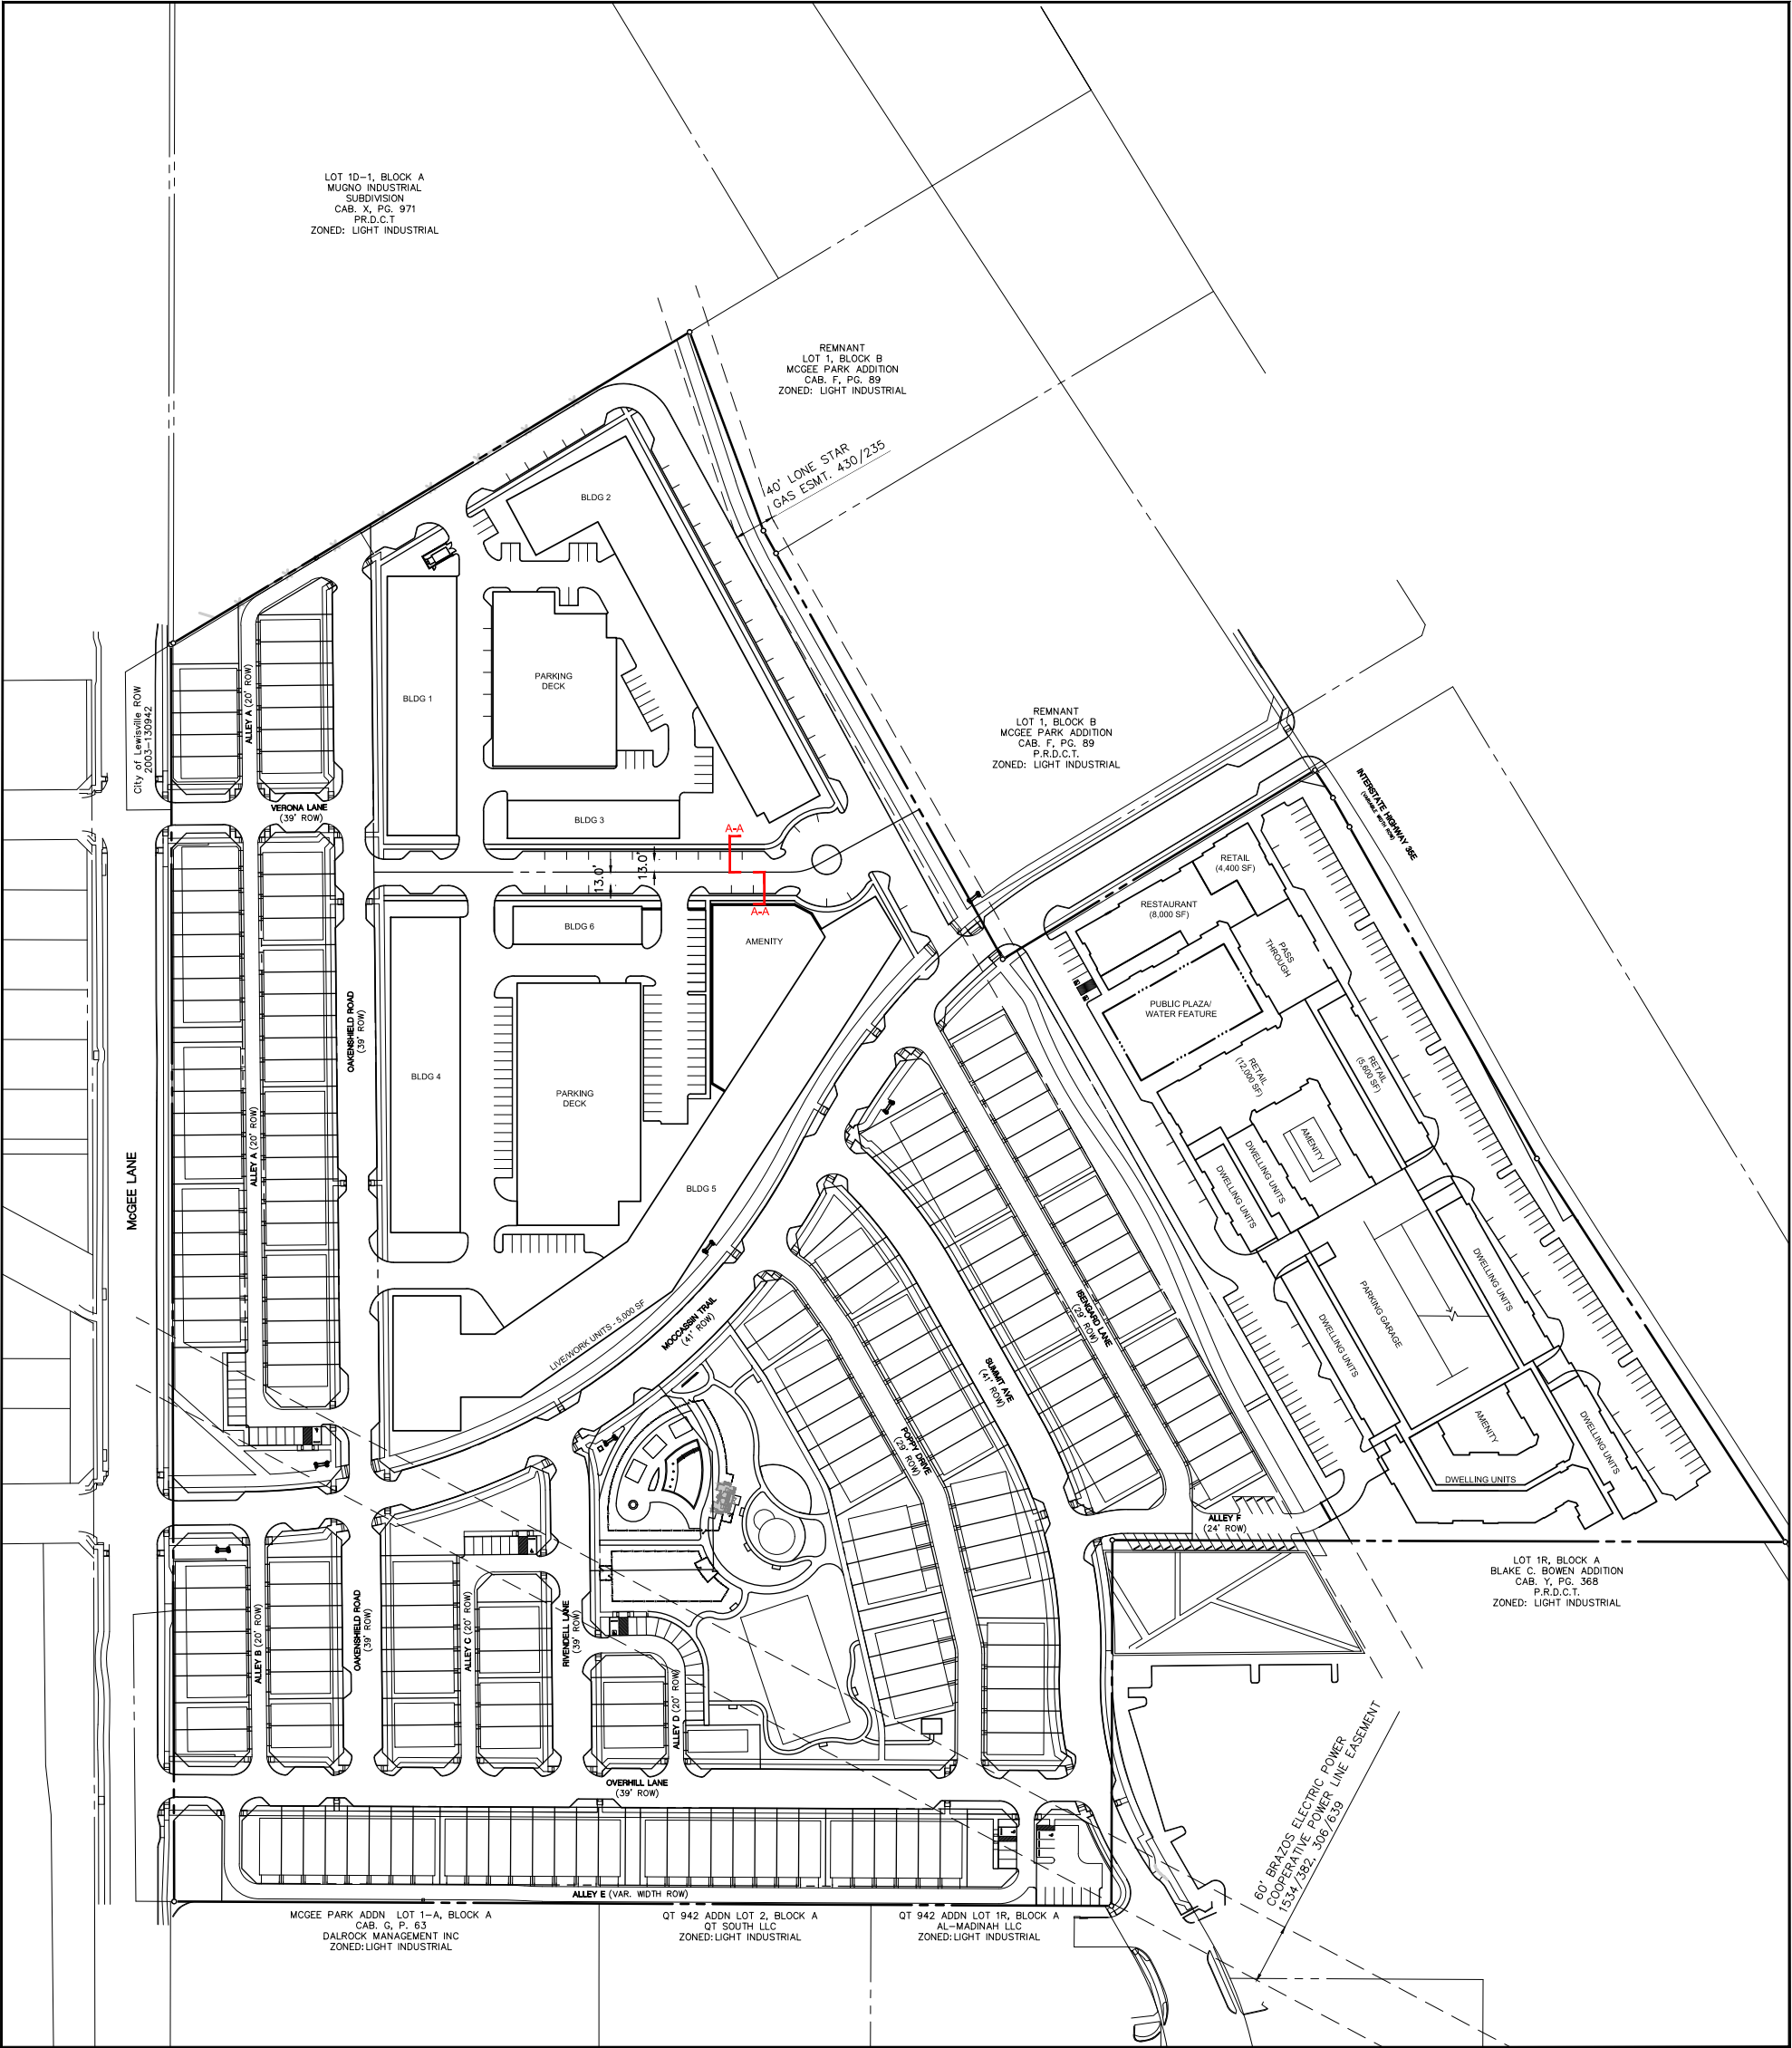 LOT 1D-1, BLOCK A
MUGNO INDUSTRIAL
SUBDIVISION
CAB. X, PG. 971
PR.D.C.T
ZONED: LIGHT INDUSTRIAL
REMNANT
LOT 1, BLOCK B
MCGEE PARK ADDITION
CAB. F, PG. 89
ZONED: LIGHT INDUSTRIAL
40' LONE STAR
GAS ESMT. 430/235
BLDG 2
BLDG 1
PARKING
DECK
BLDG 3
City of Lewisville ROW
2003-130942
ALLEY A (20' ROW)
VERONA LANE
(39' ROW)
REMNANT
LOT 1, BLOCK B
MCGEE PARK ADDITION
CAB. F, PG. 89
P.R.D.C.T.
ZONED: LIGHT INDUSTRIAL
INTERSTATE HIGHWAY 35E
(VARIABLE WIDTH ROW)
A-A
13.0'
13.0'
A-A
RETAIL
(4,400 SF)
RESTAURANT
(8,000 SF)
PASS
THROUGH
PUBLIC PLAZA/
WATER FEATURE
RETAIL
(12,000 SF)
RETAIL
(5,600 SF)
AMENITY
DWELLING UNITS
DWELLING UNITS
DWELLING UNITS
PARKING GARAGE
DWELLING UNITS
AMENITY
DWELLING UNITS
DWELLING UNITS
BLDG 6
AMENITY
OAKENSHIELD ROAD
(39' ROW)
BLDG 4
PARKING
DECK
BLDG 5
ALLEY A (20' ROW)
McGEE LANE
LIVE/WORK UNITS - 5,000 SF
MOCCASSIN TRAIL
(41' ROW)
ISENGARD LANE
(29' ROW)
SUMMIT AVE
(41' ROW)
POPPY DRIVE
(29' ROW)
ALLEY F
(24' ROW)
LOT 1R, BLOCK A
BLAKE C. BOWEN ADDITION
CAB. Y, PG. 368
P.R.D.C.T.
ZONED: LIGHT INDUSTRIAL
ALLEY B (20' ROW)
OAKENSHIELD ROAD
(39' ROW)
ALLEY C (20' ROW)
RIVENDELL LANE
(39' ROW)
ALLEY D (20' ROW)
OVERHILL LANE
(39' ROW)
60' BRAZOS ELECTRIC POWER
COOPERATIVE POWER LINE EASEMENT
1534/382, 306/639
ALLEY E (VAR. WIDTH ROW)
MCGEE PARK ADDN LOT 1-A, BLOCK A
CAB. G, P. 63
DALROCK MANAGEMENT INC
ZONED: LIGHT INDUSTRIAL
QT 942 ADDN LOT 2, BLOCK A
QT SOUTH LLC
ZONED: LIGHT INDUSTRIAL
QT 942 ADDN LOT 1R, BLOCK A
AL-MADINAH LLC
ZONED: LIGHT INDUSTRIAL